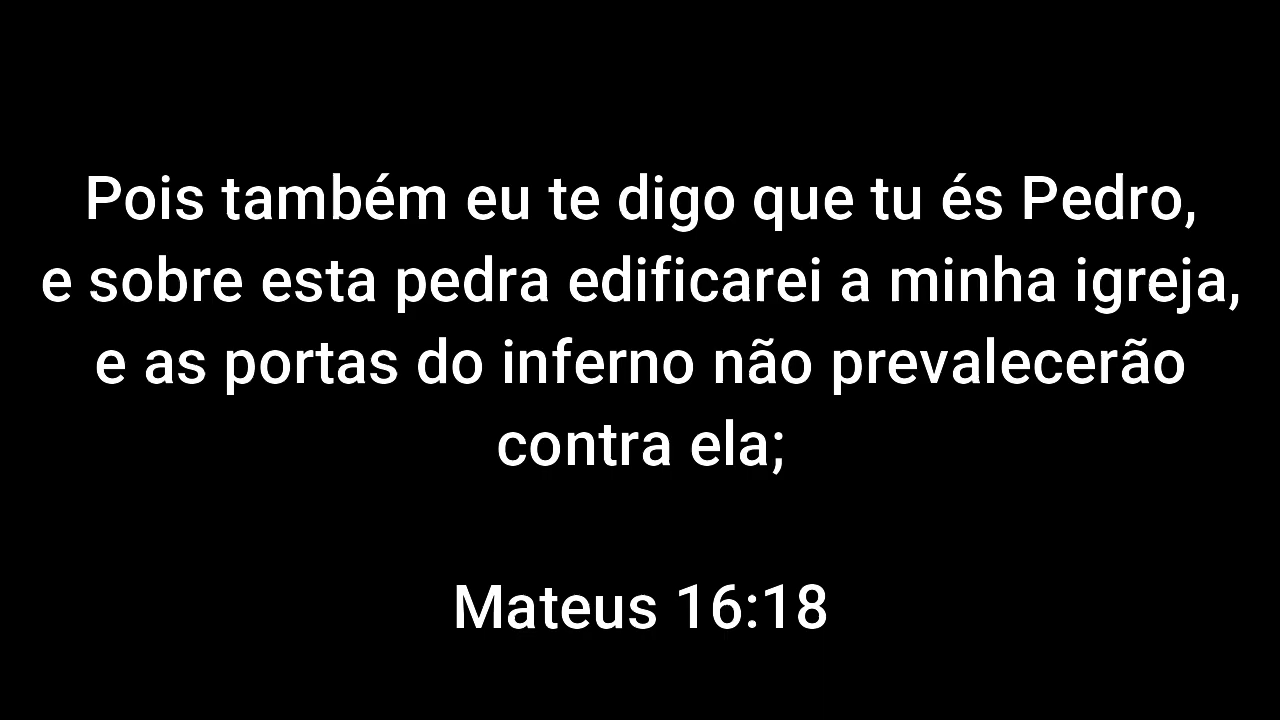 Pois também eu te digo que tu és Pedro,
e sobre esta pedra edificarei a minha igreja,
e as portas do inferno não prevalecerão
contra ela;
Mateus 16:18